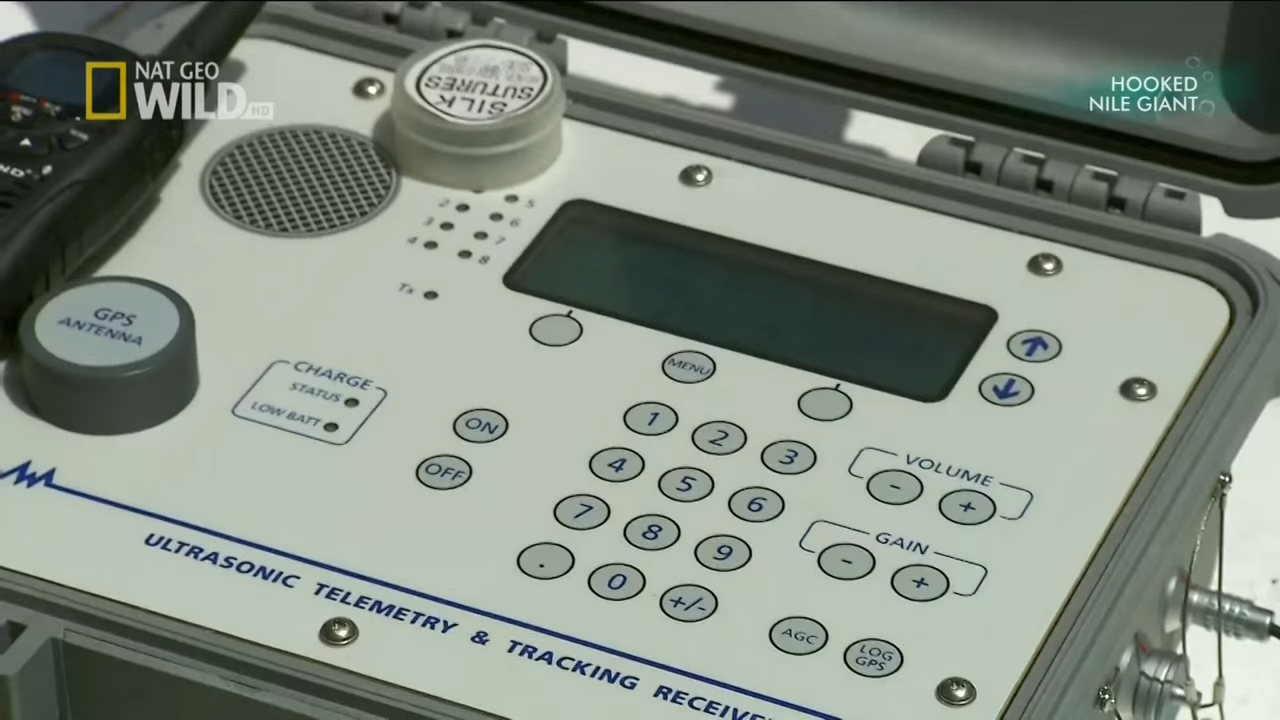 NAT GEO
WILD HD
HOOKED
NILE GIANT
SILK
SUTURES
2
5
3
6
4
7
8
Tx
GPS
ANTENNA
CHARGE
STATUS
LOW BATT
ON
OFF
MENU
1 2 3
4 5 6
7 8 9
. 0 +/-
VOLUME
- +
GAIN
- +
AGC
LOG
GPS
ULTRASONIC TELEMETRY & TRACKING